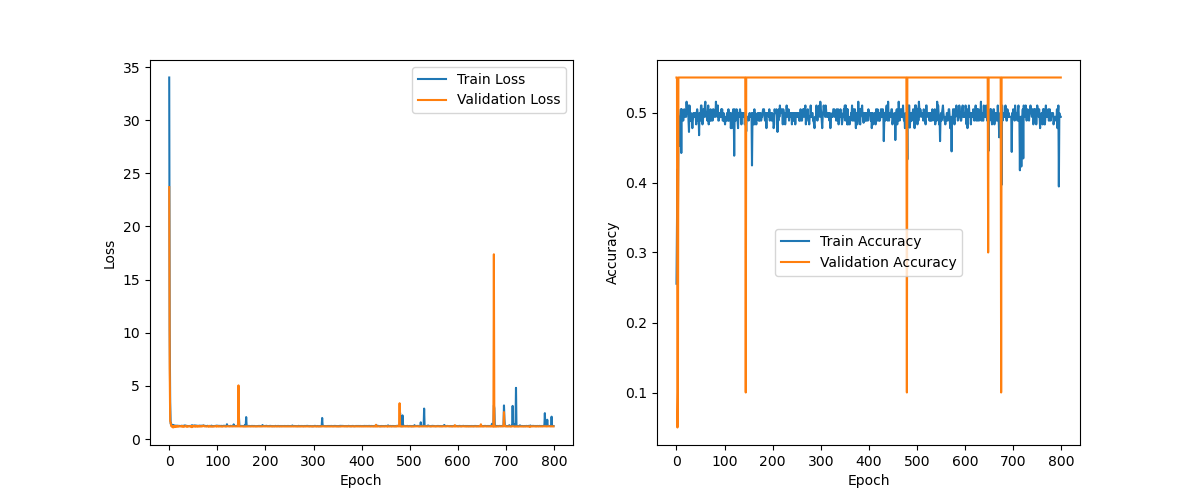 35
30
25
20
15
10
5
0
Loss
0 100 200 300 400 500 600 700 800
Epoch
Train Loss
Validation Loss
0.5
0.4
0.3
0.2
0.1
Accuracy
0 100 200 300 400 500 600 700 800
Epoch
Train Accuracy
Validation Accuracy